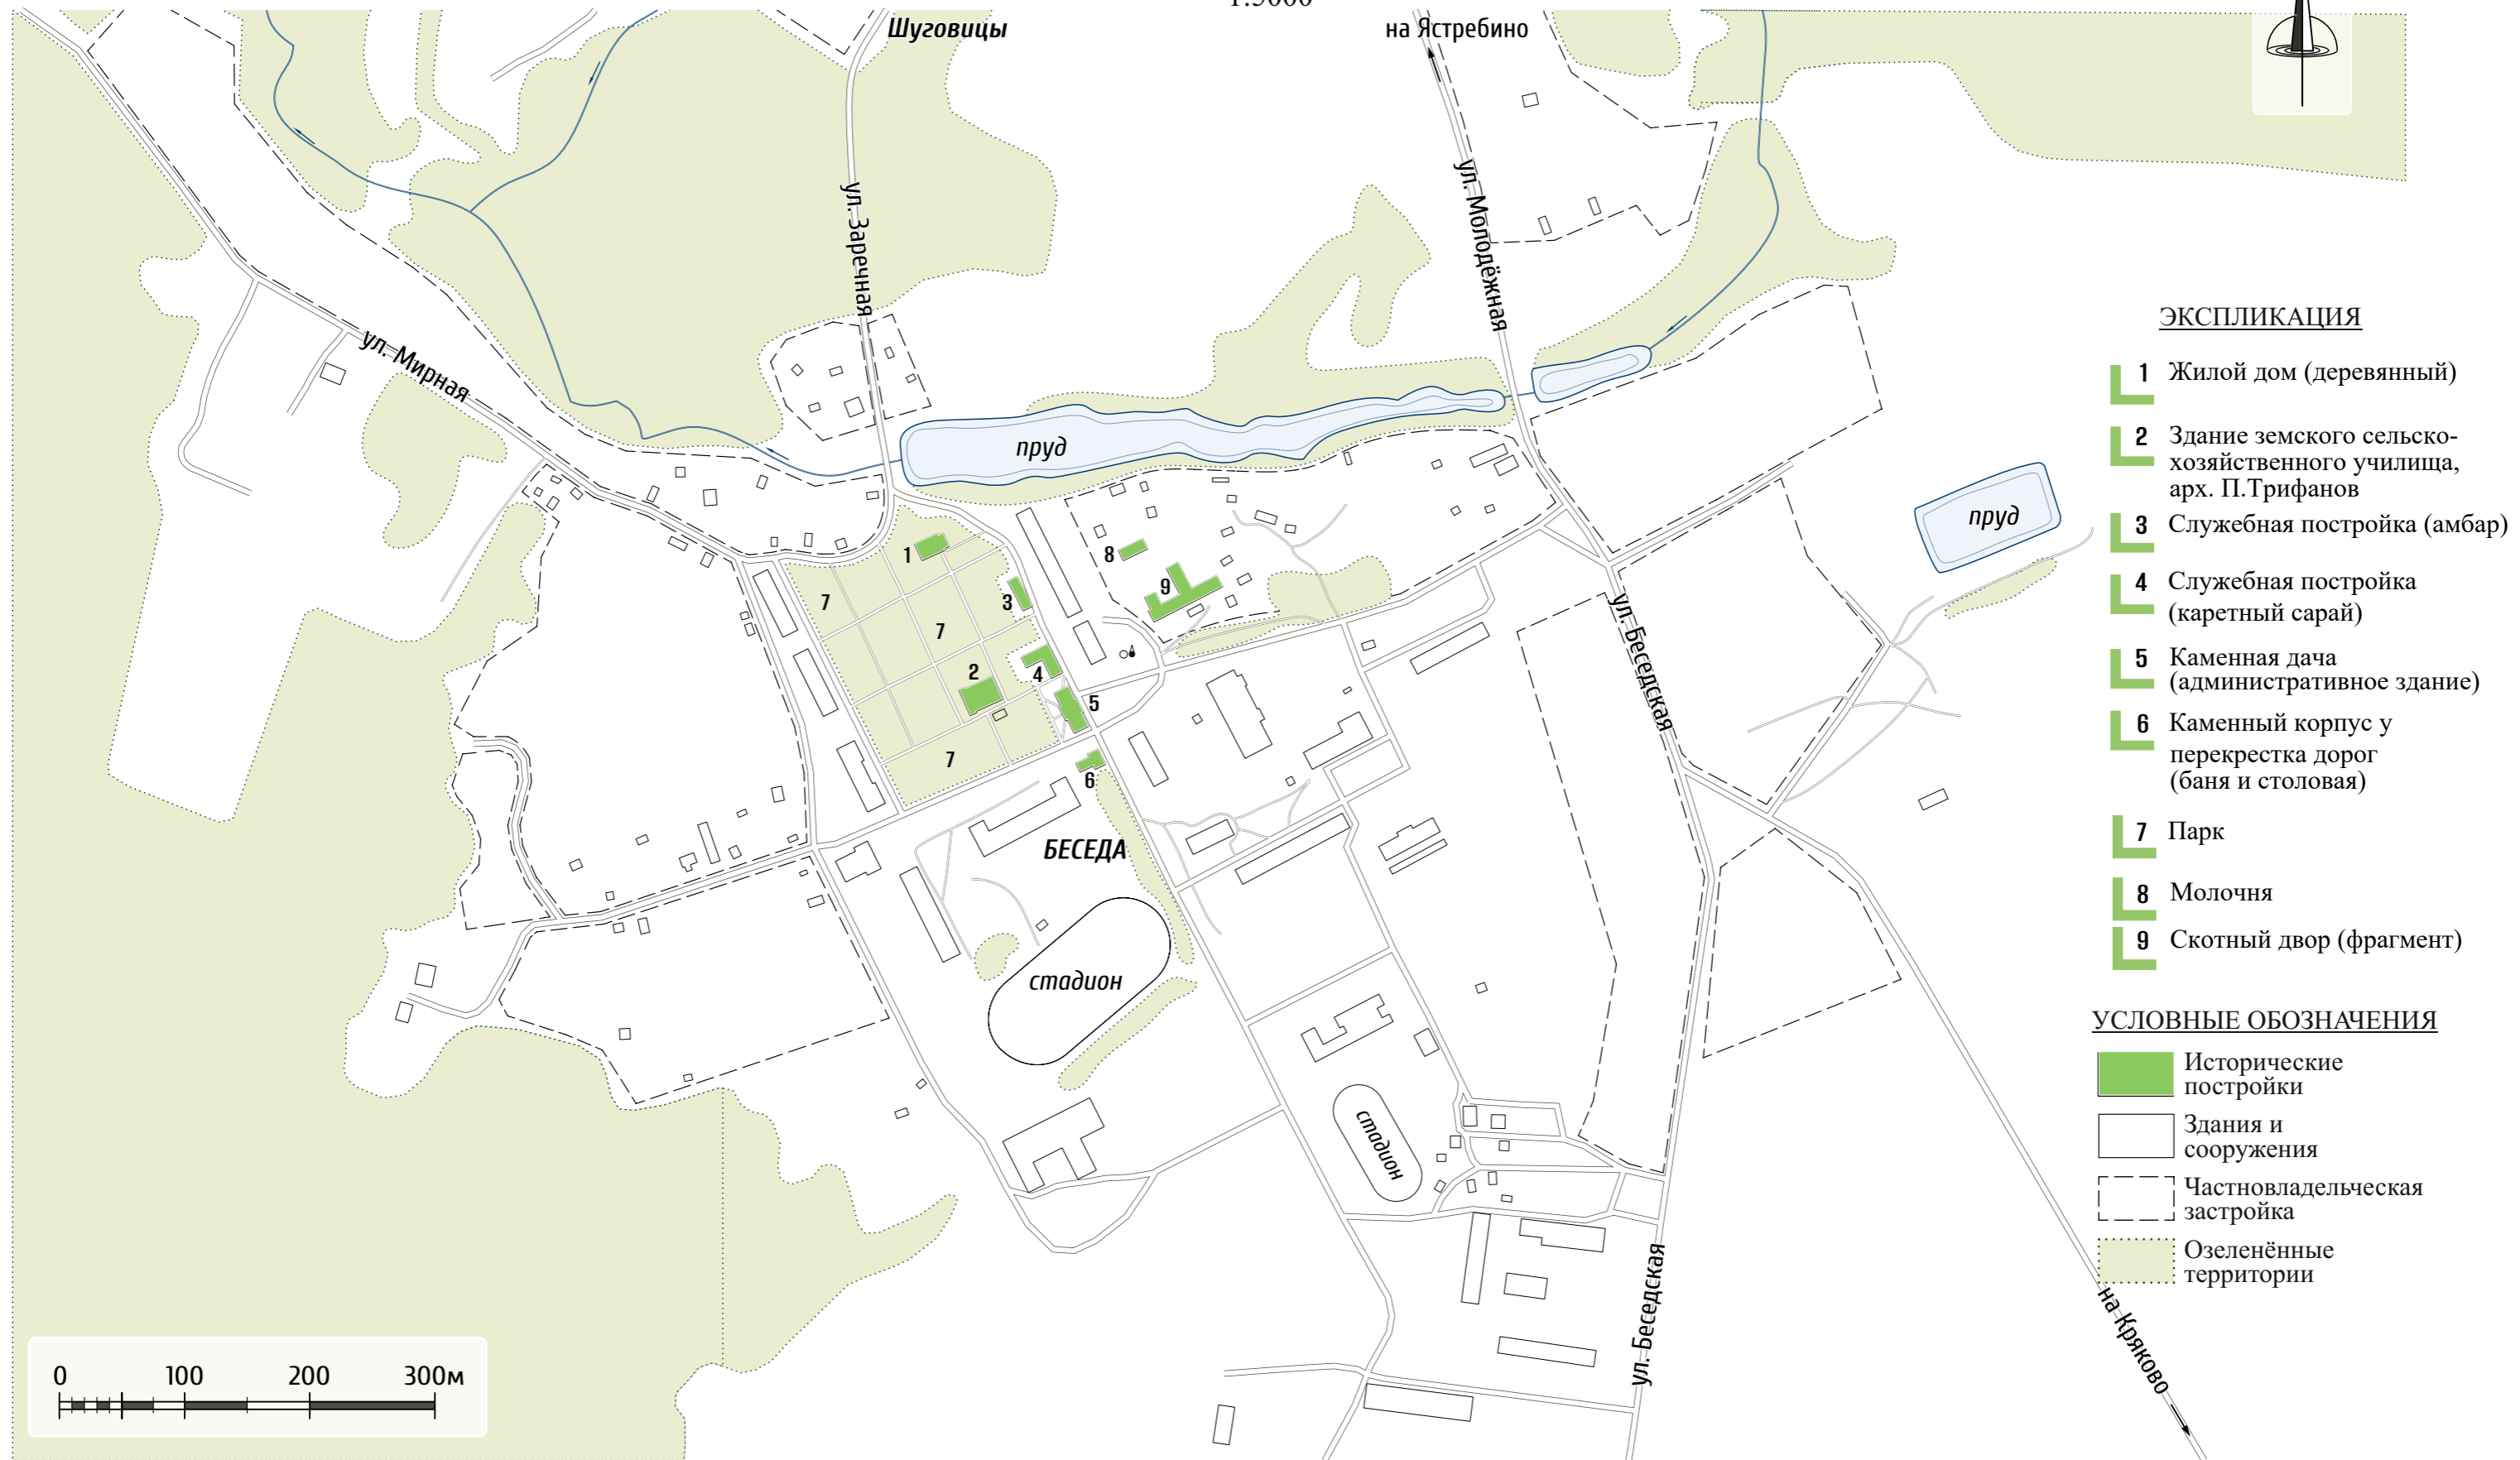 1:5000
Шуговицы
на Ястребино
ул. Заречная
ул. Молодёжная
ул. Мирная
пруд
пруд
1
8
9
3
7
7
2
4
5
7
6
ул. Беседская
БЕСЕДА
стадион
стадион
ул. Беседская
на Кряково
ЭКСПЛИКАЦИЯ
1 Жилой дом (деревянный)
2 Здание земского сельско-
хозяйственного училища,
арх. П.Трифанов
3 Служебная постройка (амбар)
4 Служебная постройка
(каретный сарай)
5 Каменная дача
(административное здание)
6 Каменный корпус у
перекрестка дорог
(баня и столовая)
7 Парк
8 Молочня
9 Скотный двор (фрагмент)
УСЛОВНЫЕ ОБОЗНАЧЕНИЯ
Исторические
постройки
Здания и
сооружения
Частновладельческая
застройка
Озеленённые
территории
0 100 200 300м